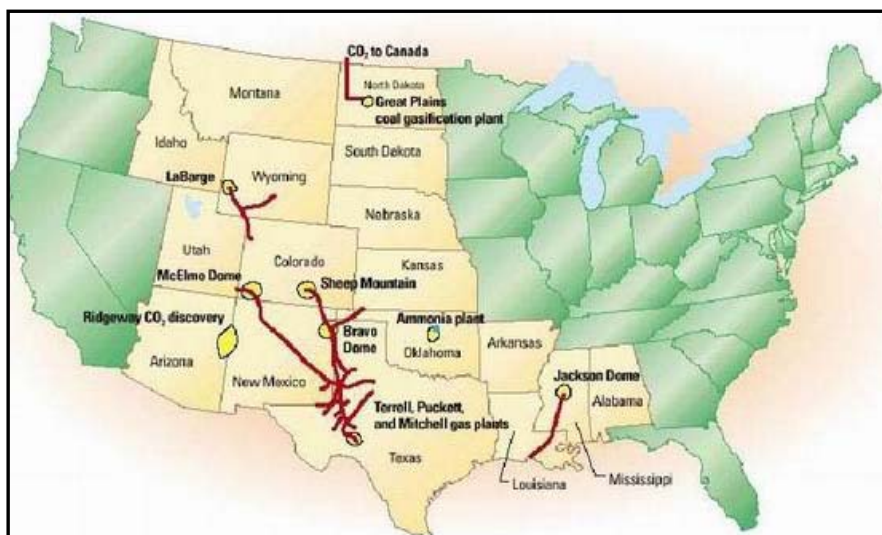 CO₂ to Canada
North Dakota
Great Plains
coal gasification plant
Montana
Idaho
South Dakota
LaBarge
Wyoming
Nebraska
Utah
Colorado
Kansas
McElmo Dome
Sheep Mountain
Ridgeway CO₂ discovery
Bravo
Dome
Ammonia plant
Oklahoma
Arkansas
Arizona
New Mexico
Jackson Dome
Alabama
Terrell, Puckett,
and Mitchell gas plants
Texas
Louisiana
Mississippi